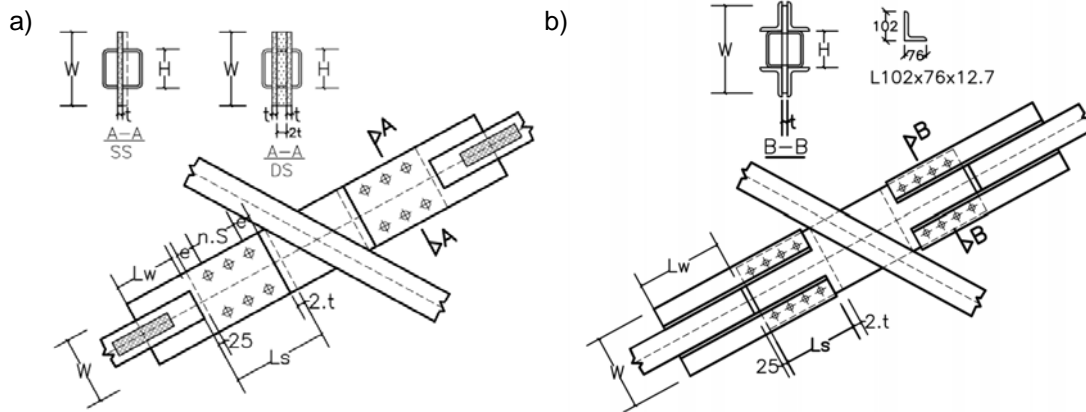 a)
W
H
t
A-A
SS
W
H
t
t
2t
A-A
DS
A
A
e
n.S
e
Lw
2.t
25
Ls
W
b)
W
H
t
B-B
102
76
L102x76x12.7
B
B
Lw
2.t
Ls
25
W